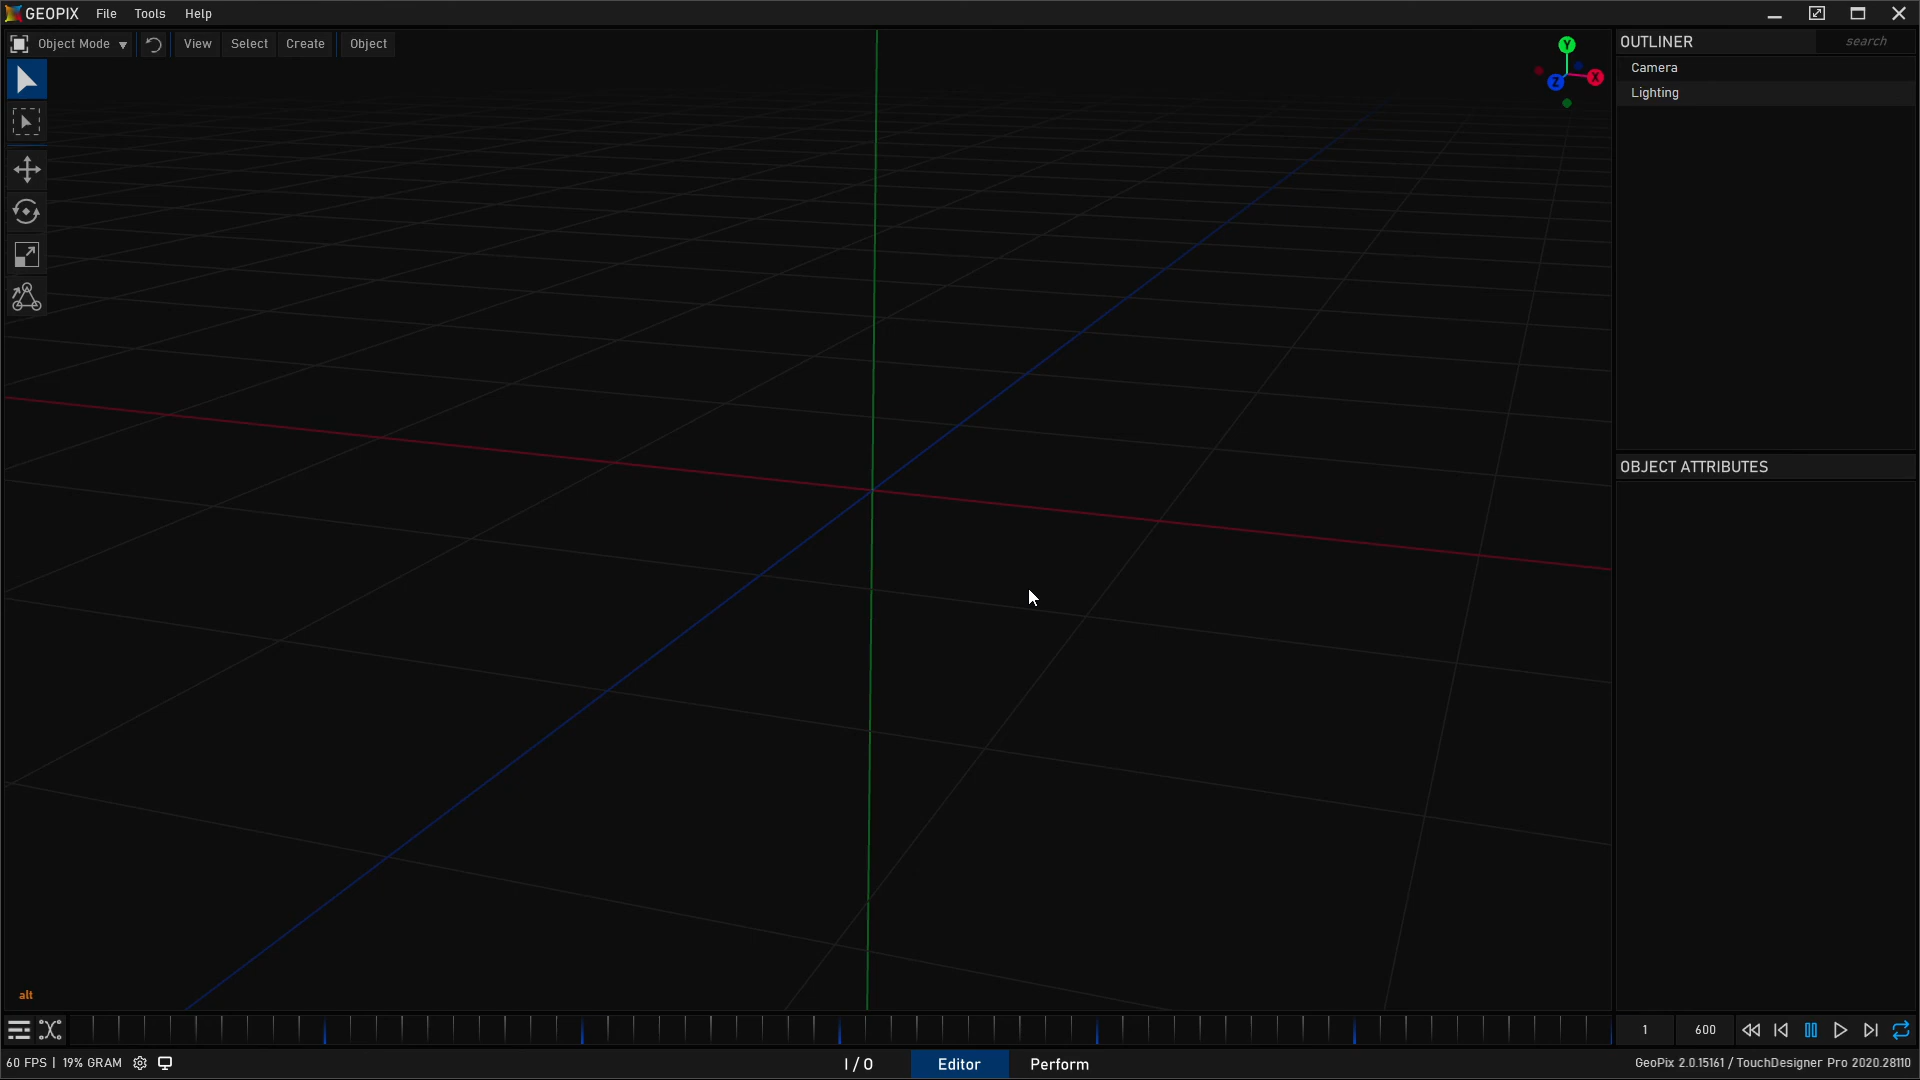 GEOPIX File Tools Help
Object Mode View Select Create Object
Y
X
Z
OUTLINER search
Camera
Lighting
OBJECT ATTRIBUTES
alt
1 600
60 FPS | 19% GRAM
I / O Editor Perform
GeoPix 2.0.15161 / TouchDesigner Pro 2020.28110